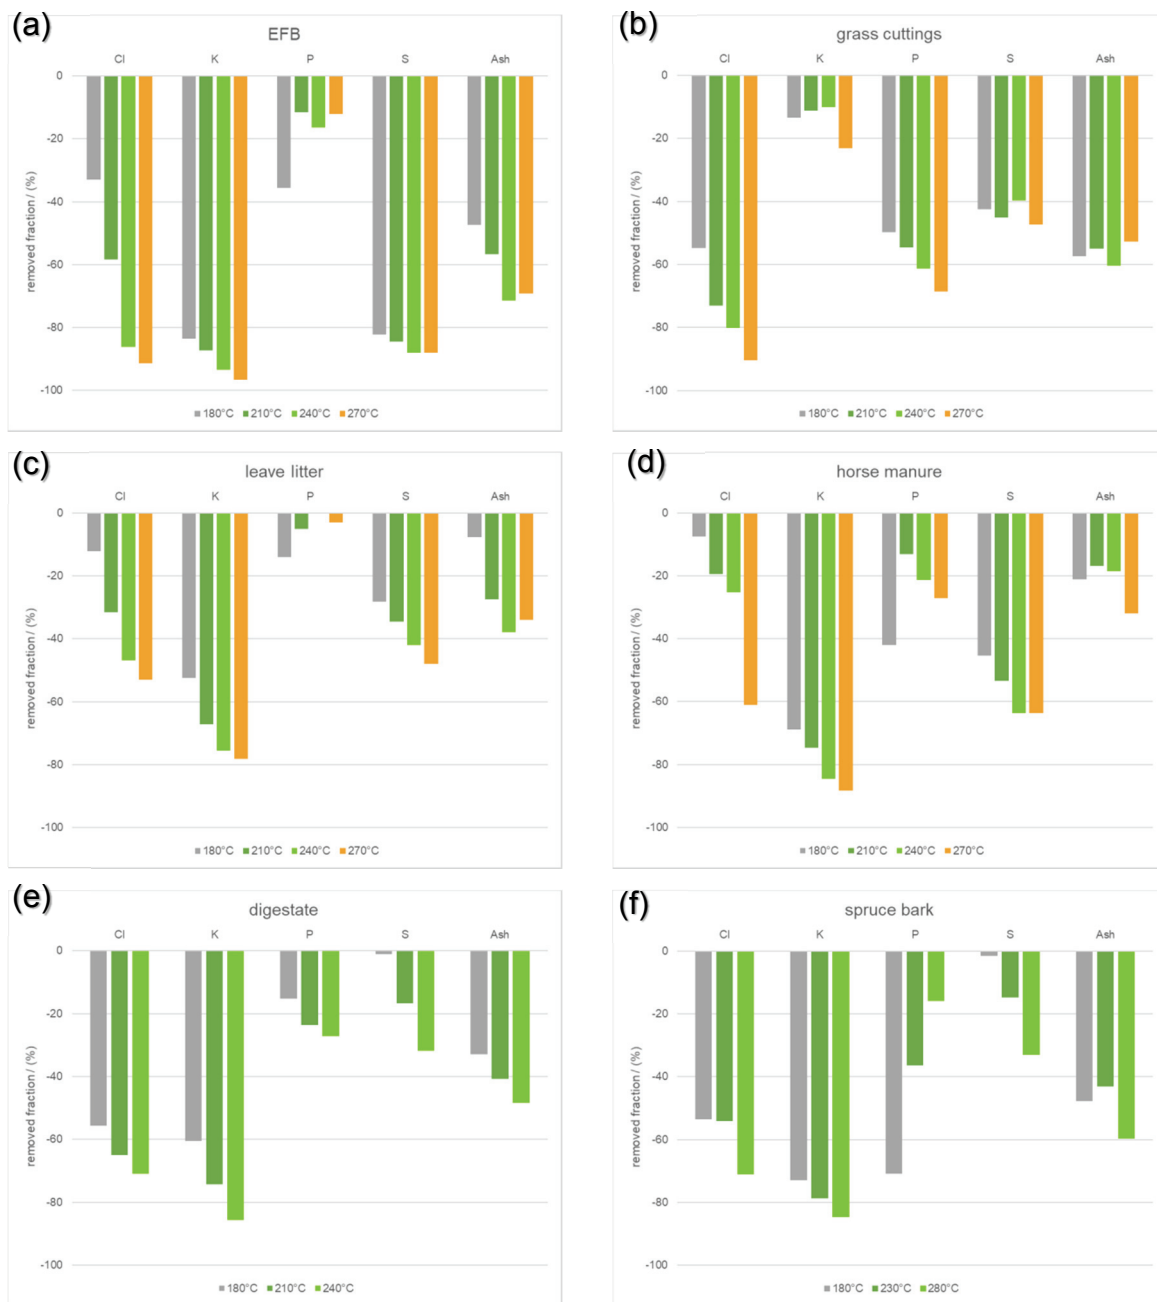 (a)
EFB
Cl K P S Ash
0
-20
-40
-60
-80
-100
removed fraction / (%)
180°C 210°C 240°C 270°C
(b)
grass cuttings
Cl K P S Ash
0
-20
-40
-60
-80
-100
removed fraction / (%)
180°C 210°C 240°C 270°C
(c)
leave litter
Cl K P S Ash
0
-20
-40
-60
-80
-100
removed fraction / (%)
180°C 210°C 240°C 270°C
(d)
horse manure
Cl K P S Ash
0
-20
-40
-60
-80
-100
removed fraction / (%)
180°C 210°C 240°C 270°C
(e)
digestate
Cl K P S Ash
0
-20
-40
-60
-80
-100
removed fraction / (%)
180°C 210°C 240°C
(f)
spruce bark
Cl K P S Ash
0
-20
-40
-60
-80
-100
removed fraction / (%)
180°C 230°C 280°C